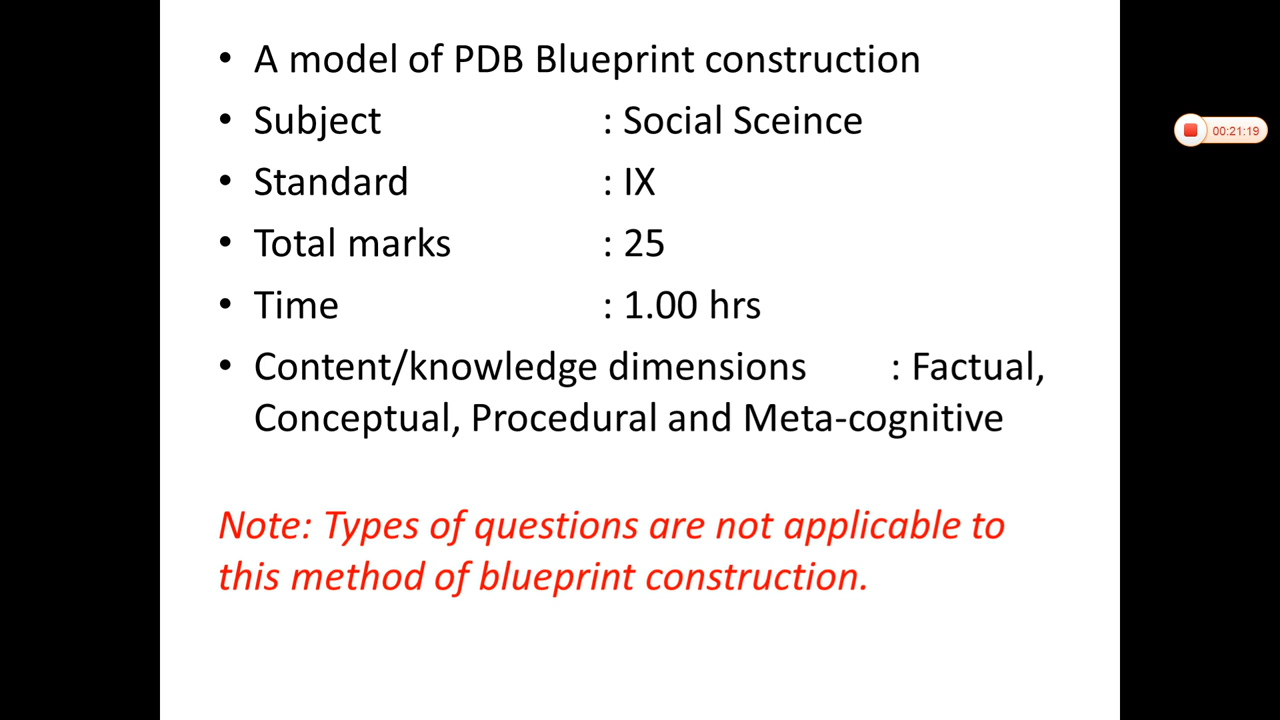 • A model of PDB Blueprint construction
• Subject : Social Sceince
• Standard : IX
• Total marks : 25
• Time : 1.00 hrs
• Content/knowledge dimensions : Factual,
Conceptual, Procedural and Meta-cognitive
Note: Types of questions are not applicable to
this method of blueprint construction.
00:21:19